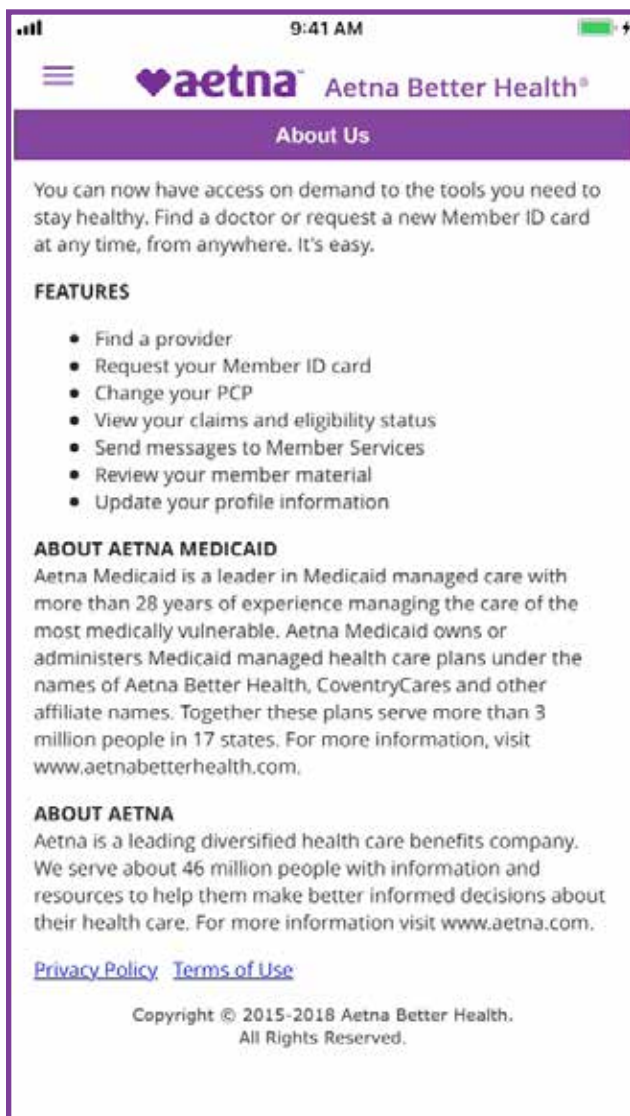 9:41 AM
aetna™ Aetna Better Health®
About Us
You can now have access on demand to the tools you need to
stay healthy. Find a doctor or request a new Member ID card
at any time, from anywhere. It's easy.
FEATURES
• Find a provider
• Request your Member ID card
• Change your PCP
• View your claims and eligibility status
• Send messages to Member Services
• Review your member material
• Update your profile information
ABOUT AETNA MEDICAID
Aetna Medicaid is a leader in Medicaid managed care with
more than 28 years of experience managing the care of the
most medically vulnerable. Aetna Medicaid owns or
administers Medicaid managed health care plans under the
names of Aetna Better Health, CoventryCares and other
affiliate names. Together these plans serve more than 3
million people in 17 states. For more information, visit
www.aetnabetterhealth.com.
ABOUT AETNA
Aetna is a leading diversified health care benefits company.
We serve about 46 million people with information and
resources to help them make better informed decisions about
their health care. For more information visit www.aetna.com.
Privacy Policy Terms of Use
Copyright © 2015-2018 Aetna Better Health.
All Rights Reserved.